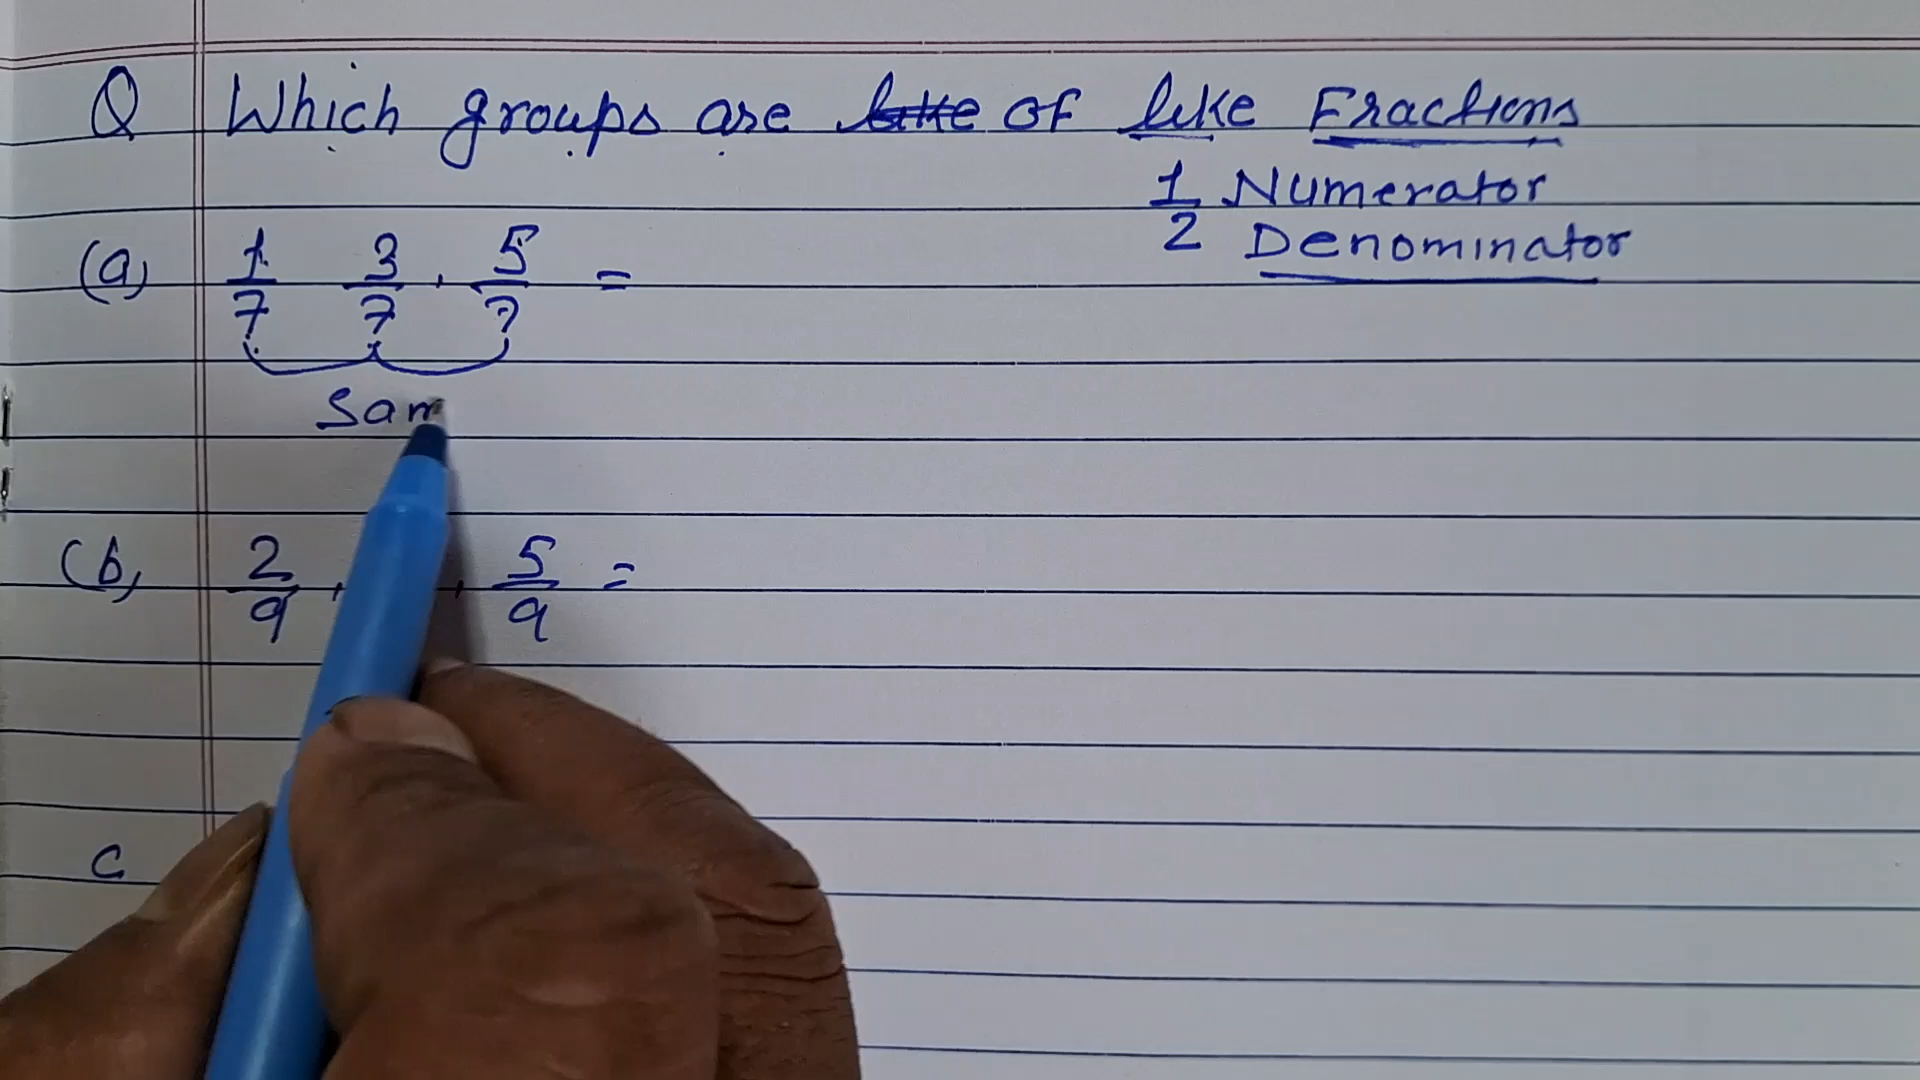 Q Which groups are like of like Fractions
1/2 Numerator
Denominator
(a) 1/7 3/7 , 5/7 =
Sam
(b) 2/9 , , 5/9 =
C